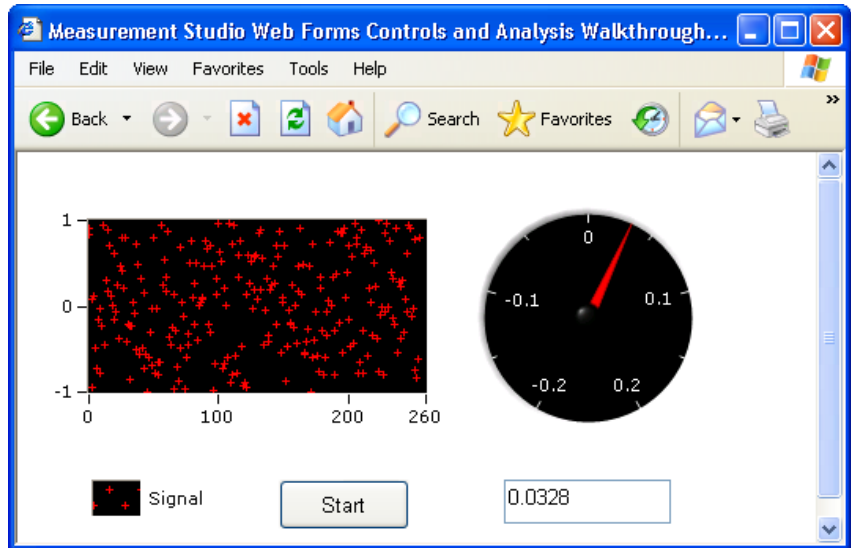 Measurement Studio Web Forms Controls and Analysis Walkthrough...
File Edit View Favorites Tools Help
Back Search Favorites »
1
0
-1
0 100 200 260
0
-0.1 0.1
-0.2 0.2
Signal
Start
0.0328